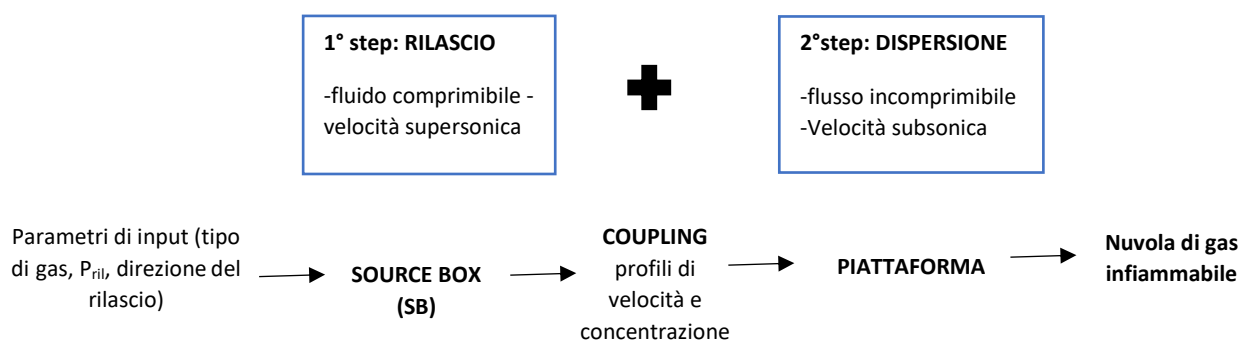 1° step: RILASCIO
-fluido comprimibile -
velocità supersonica
2°step: DISPERSIONE
-flusso incomprimibile
-Velocità subsonica
Parametri di input (tipo
di gas, Pril, direzione del
rilascio)
SOURCE BOX
(SB)
COUPLING
profili di
velocità e
concentrazione
PIATTAFORMA
Nuvola di gas
infiammabile